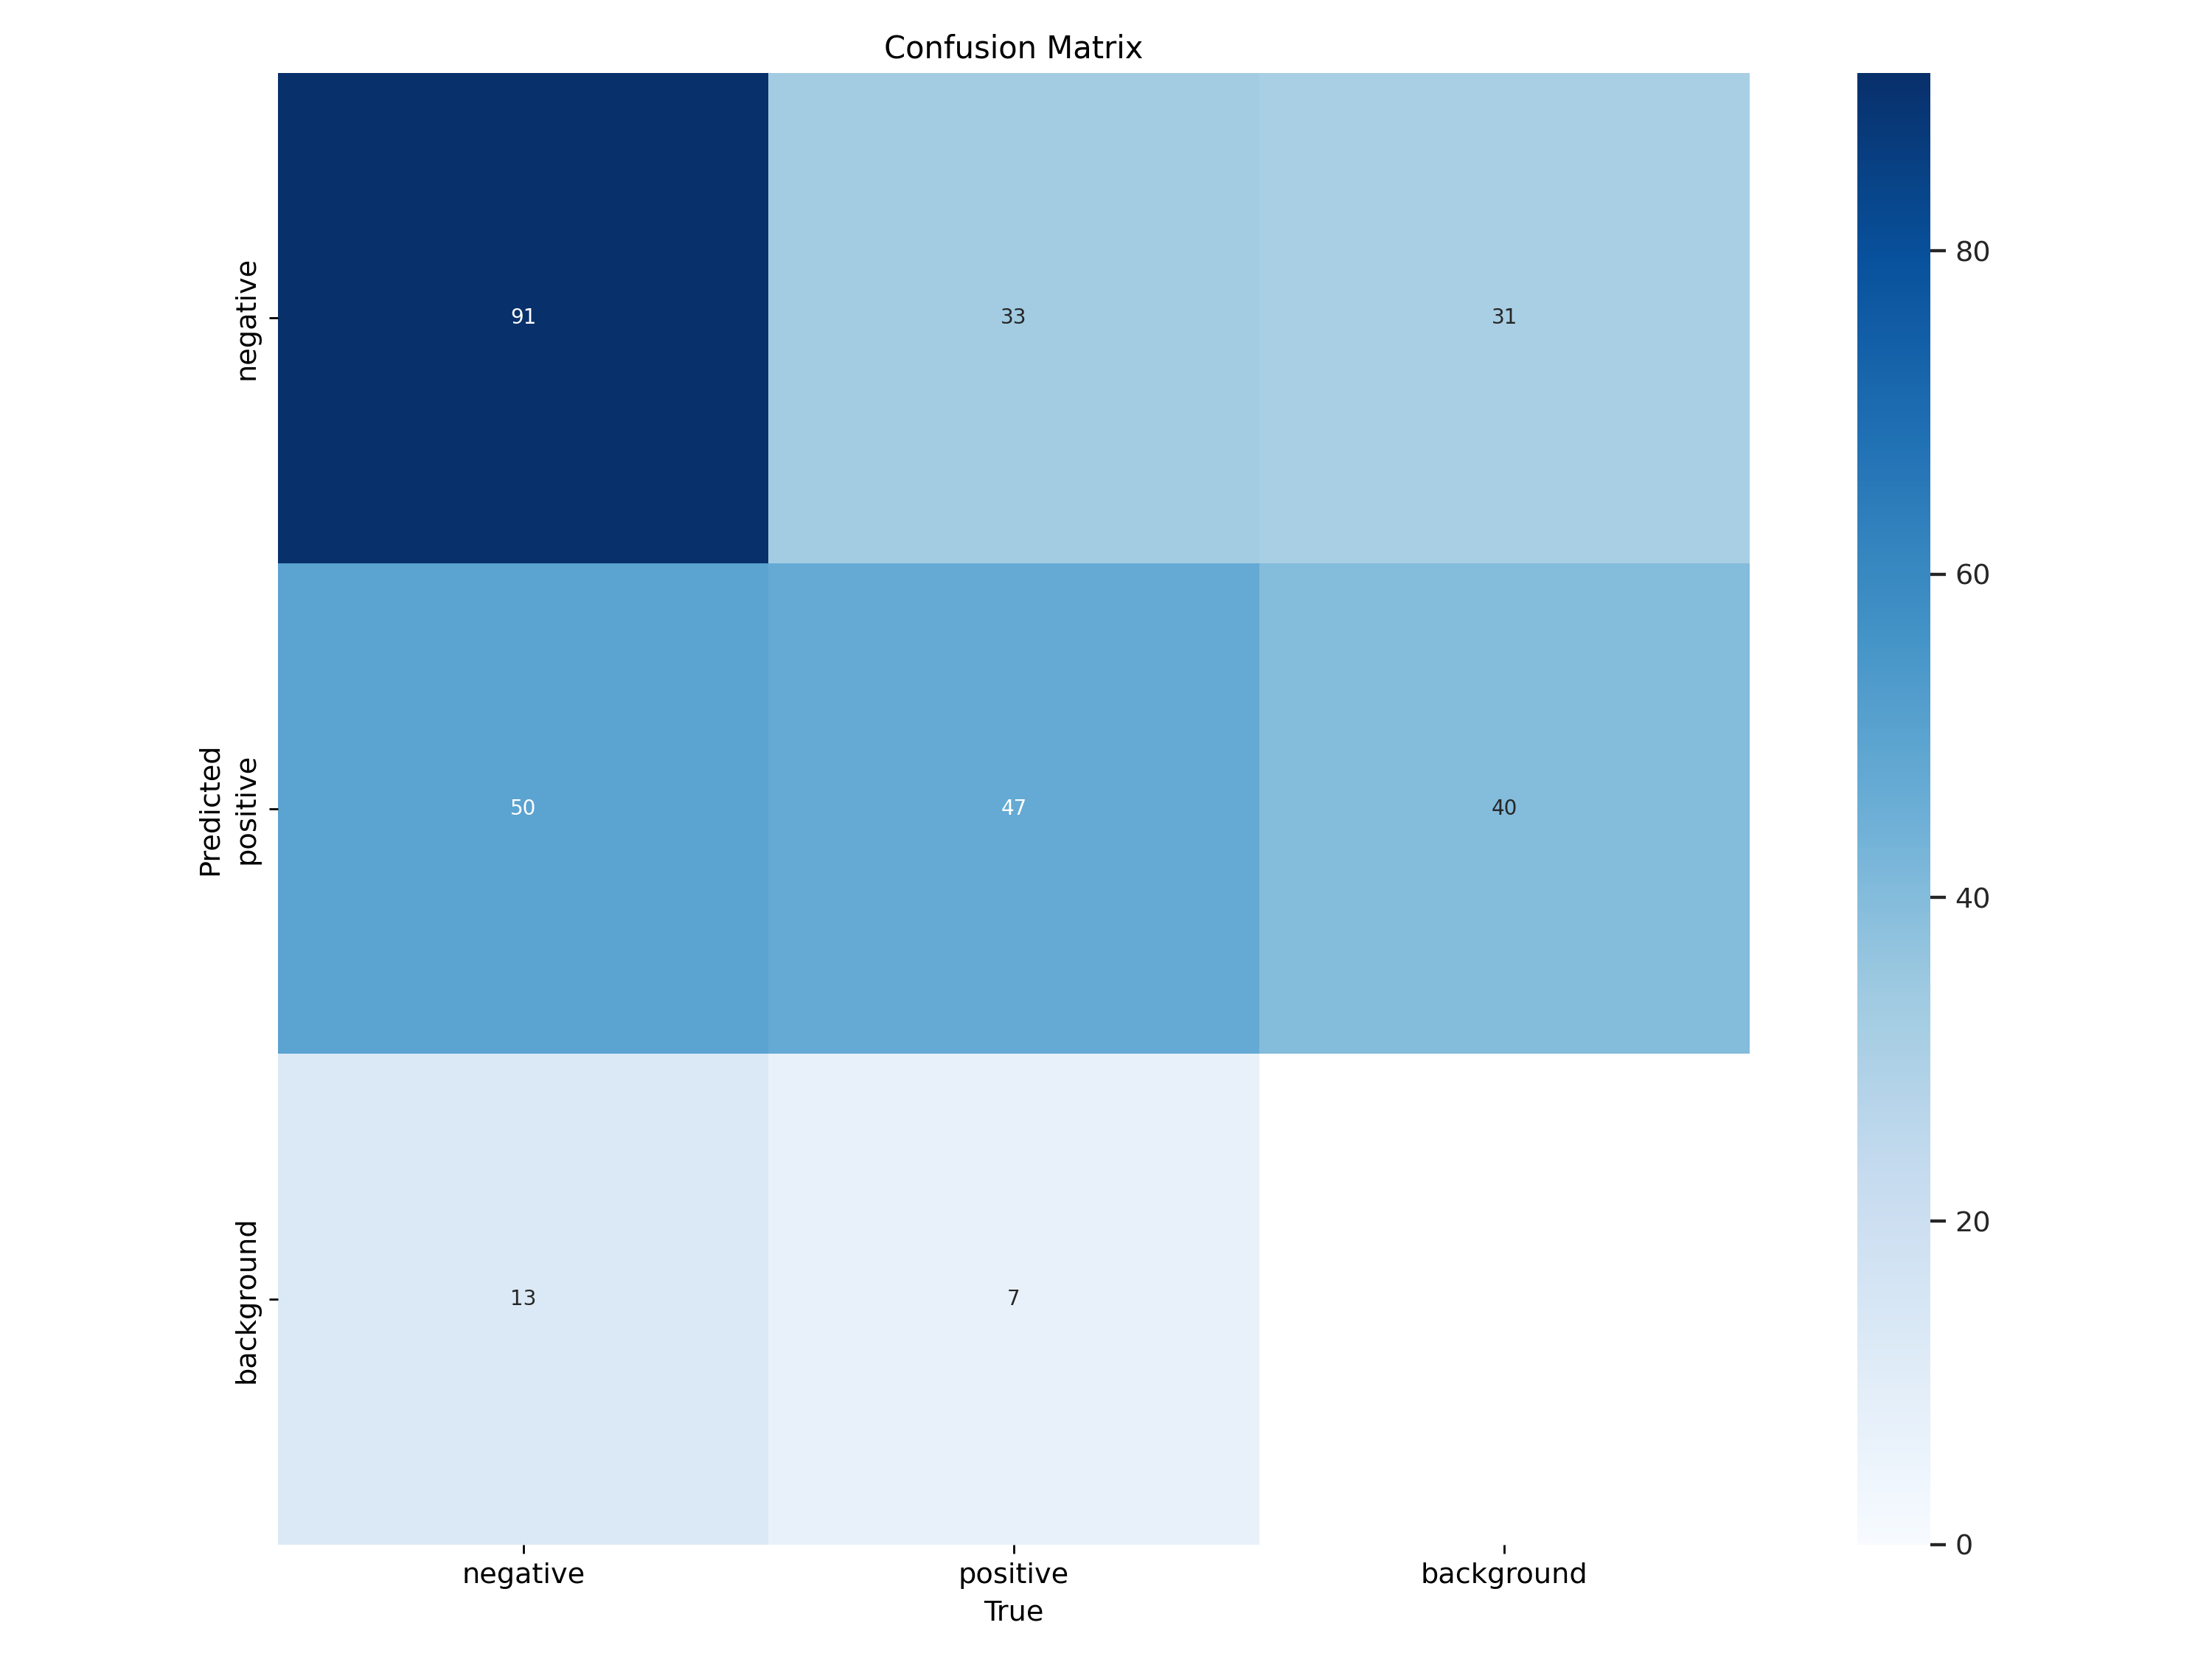 Confusion Matrix
negative
91
33
31
80
60
Predicted
positive
50
47
40
40
20
background
13
7
0
negative
positive
background
True